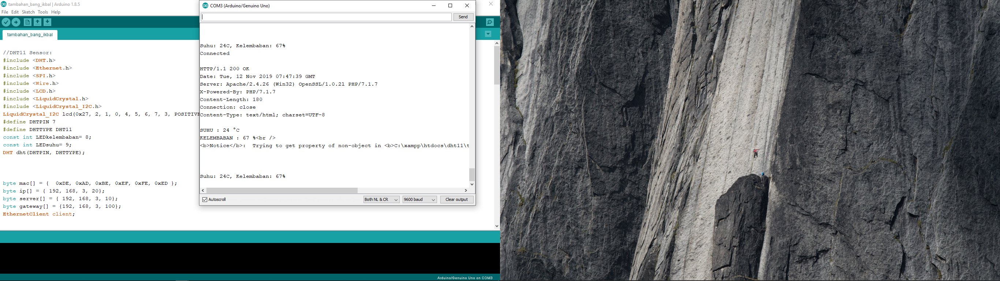 tambahan_bang_ikbal | Arduino 1.8.5
File Edit Sketch Tools Help
tambahan_bang_ikbal
//DHT11 Sensor:
#include <DHT.h>
#include <Ethernet.h>
#include <SPI.h>
#include <Wire.h>
#include <LCD.h>
#include <LiquidCrystal.h>
#include <LiquidCrystal_I2C.h>
LiquidCrystal_I2C lcd(0x27, 2, 1, 0, 4, 5, 6, 7, 3, POSITIVE
#define DHTPIN 7
#define DHTTYPE DHT11
const int LEDkelembaban= 8;
const int LEDsuhu= 9;
DHT dht(DHTPIN, DHTTYPE);
byte mac[] = {  0xDE, 0xAD, 0xBE, 0xEF, 0xFE, 0xED };
byte ip[] = { 192, 168, 3, 20};
byte server[] = { 192, 168, 3, 10};
byte gateway[] = {192, 168, 3, 100};
EthernetClient client;
COM3 (Arduino/Genuino Uno)
Send
Suhu: 24C, Kelembaban: 67%
Connected
HTTP/1.1 200 OK
Date: Tue, 12 Nov 2019 07:47:39 GMT
Server: Apache/2.4.26 (Win32) OpenSSL/1.0.2l PHP/7.1.7
X-Powered-By: PHP/7.1.7
Content-Length: 180
Connection: close
Content-Type: text/html; charset=UTF-8
SUHU : 24 °C
KELEMBABAN : 67 %<br />
<b>Notice</b>:  Trying to get property of non-object in <b>C:\xampp\htdocs\dht11\t
Suhu: 24C, Kelembaban: 67%
Autoscroll
Both NL & CR
9600 baud
Clear output
Arduino/Genuino Uno on COM3